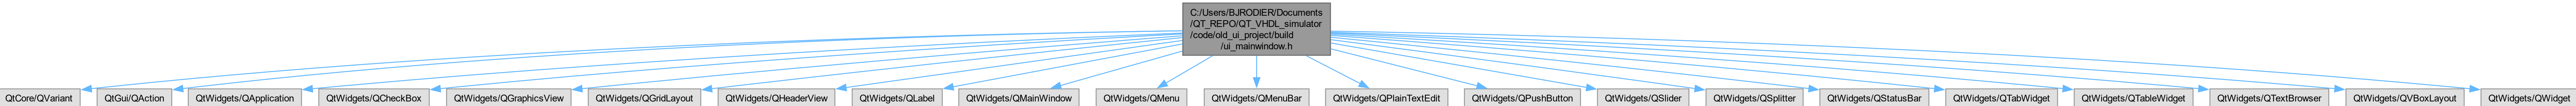 C:/Users/BJRODIER/Documents
/QT_REPO/QT_VHDL_simulator
/code/old_ui_project/build
/ui_mainwindow.h
QtCore/QVariant
QtGui/QAction
QtWidgets/QApplication
QtWidgets/QCheckBox
QtWidgets/QGraphicsView
QtWidgets/QGridLayout
QtWidgets/QHeaderView
QtWidgets/QLabel
QtWidgets/QMainWindow
QtWidgets/QMenu
QtWidgets/QMenuBar
QtWidgets/QPlainTextEdit
QtWidgets/QPushButton
QtWidgets/QSlider
QtWidgets/QSplitter
QtWidgets/QStatusBar
QtWidgets/QTabWidget
QtWidgets/QTableWidget
QtWidgets/QTextBrowser
QtWidgets/QVBoxLayout
QtWidgets/QWidget